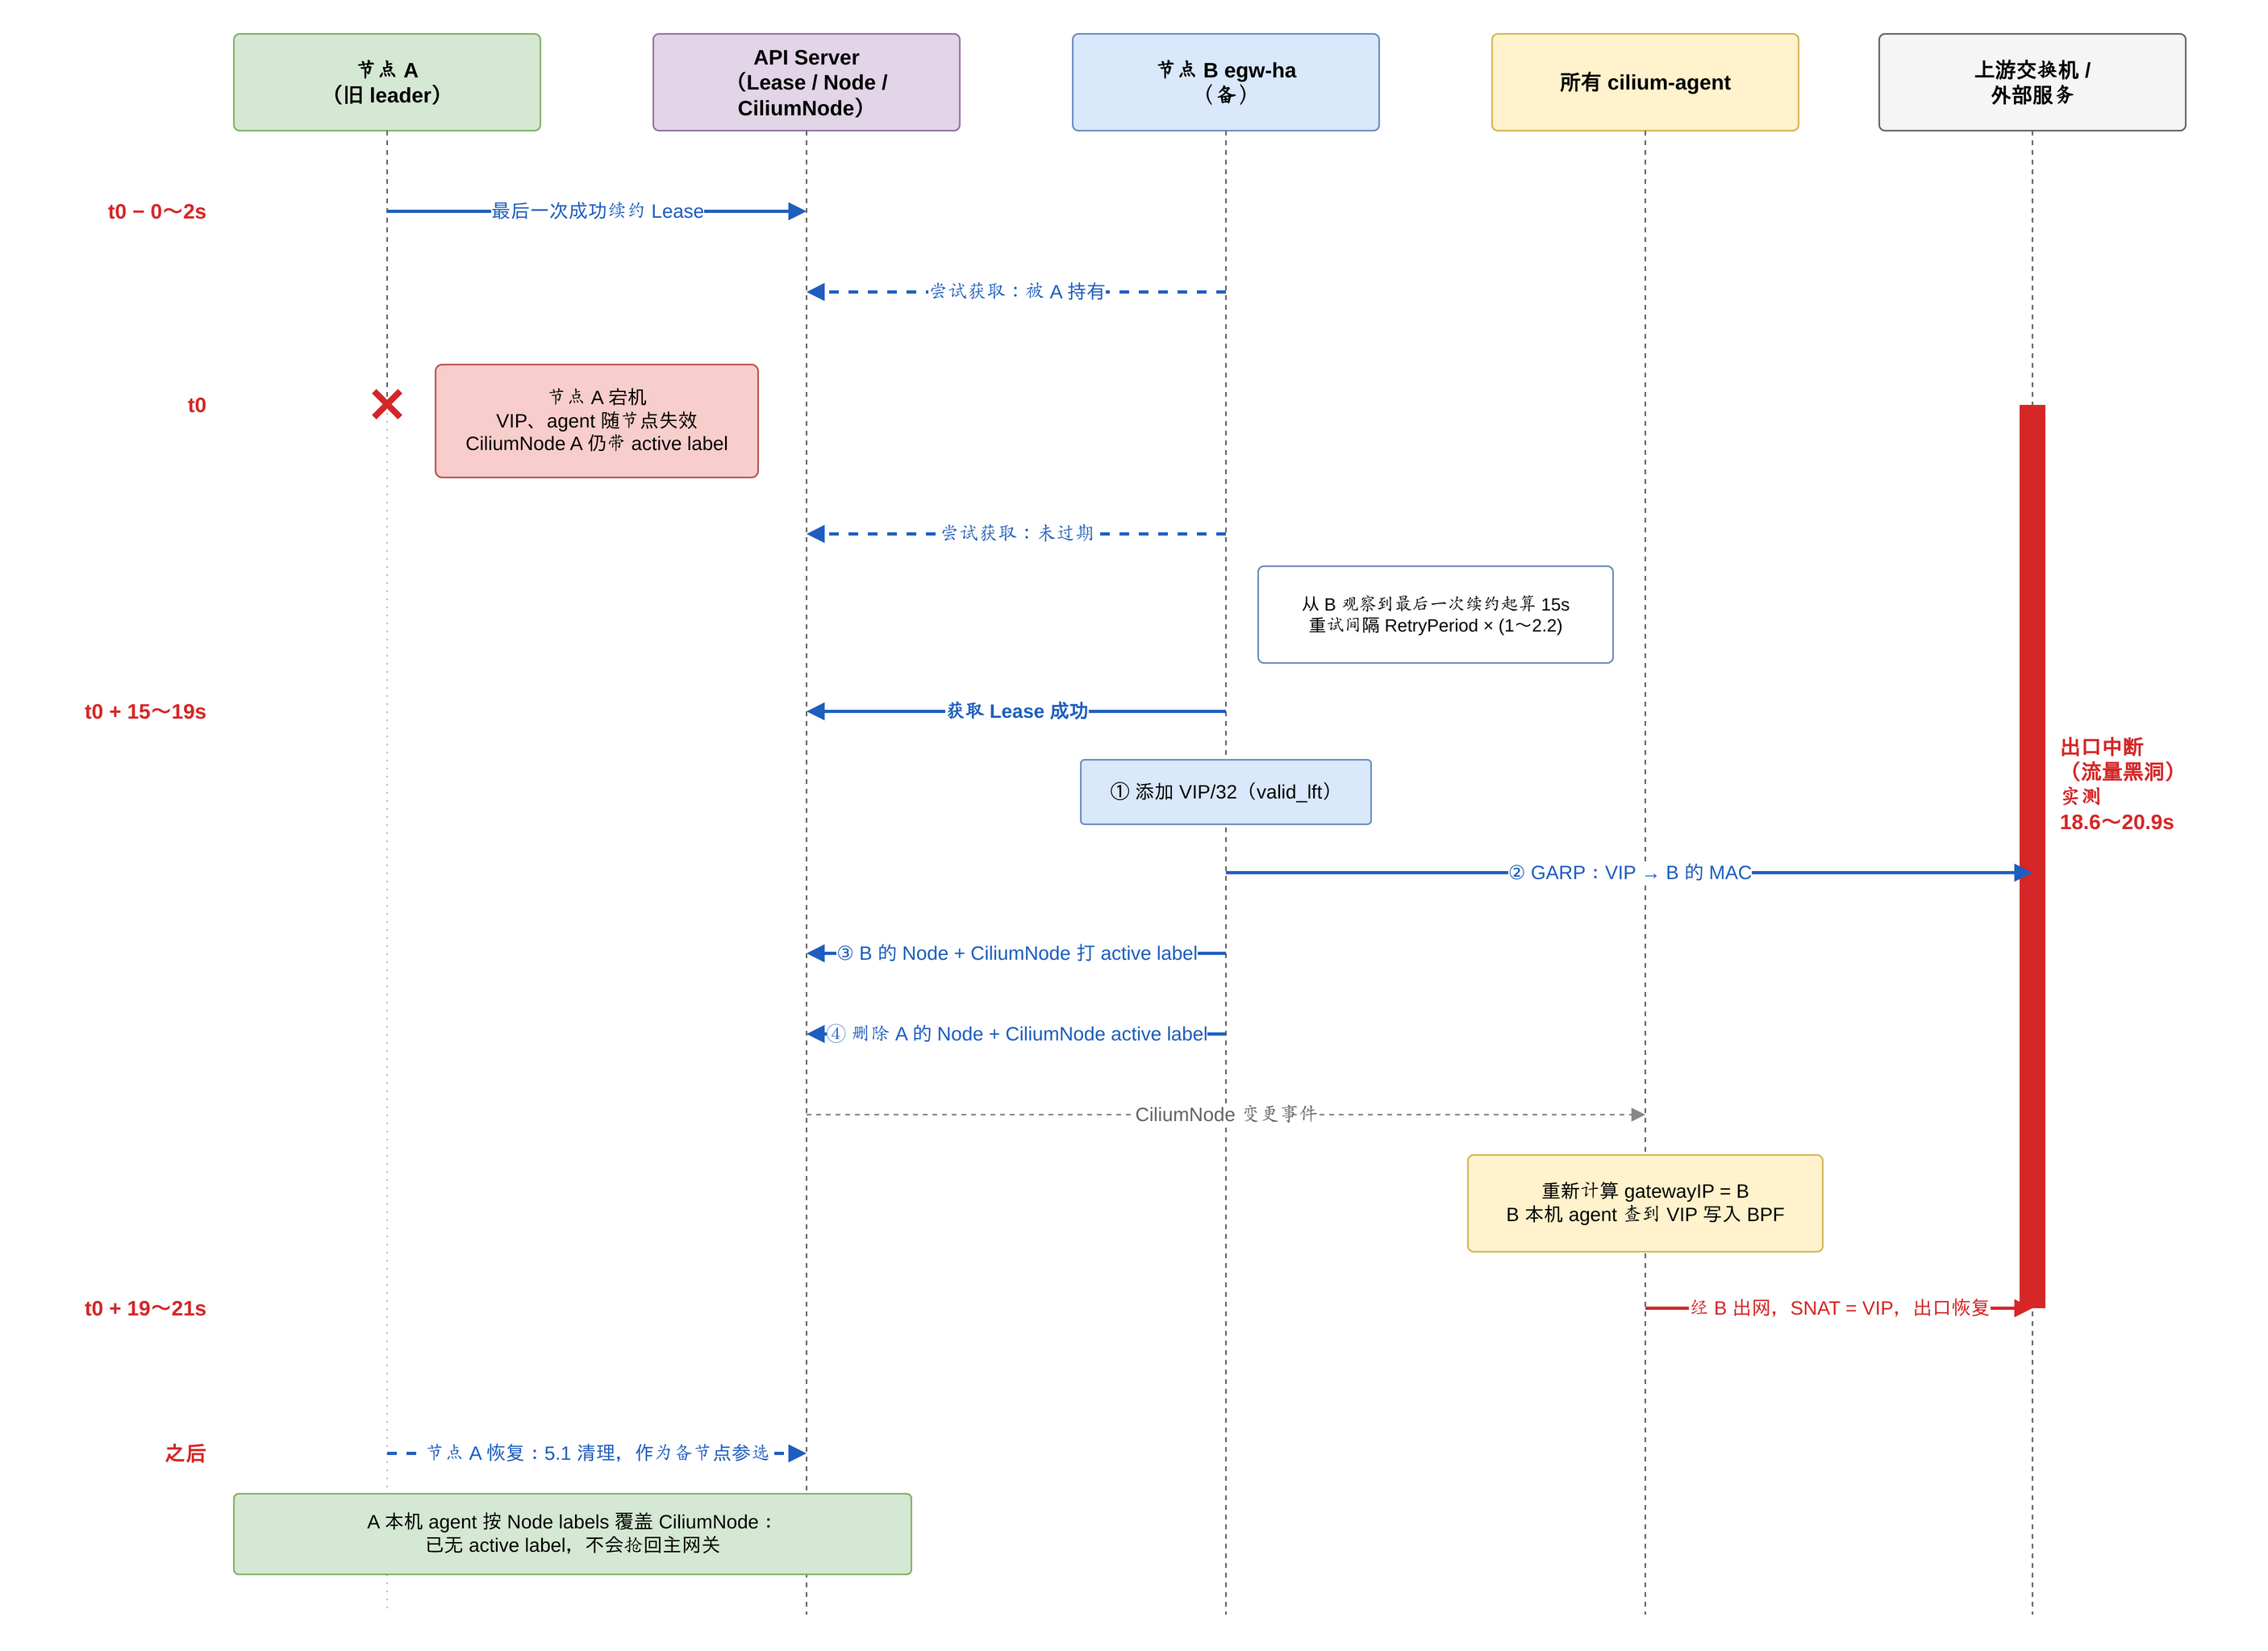 节点 A
（旧 leader）
API Server
（Lease / Node /
CiliumNode）
节点 B egw-ha
（备）
所有 cilium-agent
上游交换机 /
外部服务
t0 − 0～2s
最后一次成功续约 Lease
尝试获取：被 A 持有
t0
节点 A 宕机
VIP、agent 随节点失效
CiliumNode A 仍带 active label
尝试获取：未过期
从 B 观察到最后一次续约起算 15s
重试间隔 RetryPeriod × (1～2.2)
t0 + 15～19s
获取 Lease 成功
出口中断
（流量黑洞）
实测
18.6～20.9s
① 添加 VIP/32（valid_lft）
② GARP：VIP → B 的 MAC
③ B 的 Node + CiliumNode 打 active label
④ 删除 A 的 Node + CiliumNode active label
CiliumNode 变更事件
重新计算 gatewayIP = B
B 本机 agent 查到 VIP 写入 BPF
t0 + 19～21s
经 B 出网，SNAT = VIP，出口恢复
之后
节点 A 恢复：5.1 清理，作为备节点参选
A 本机 agent 按 Node labels 覆盖 CiliumNode：
已无 active label，不会抢回主网关